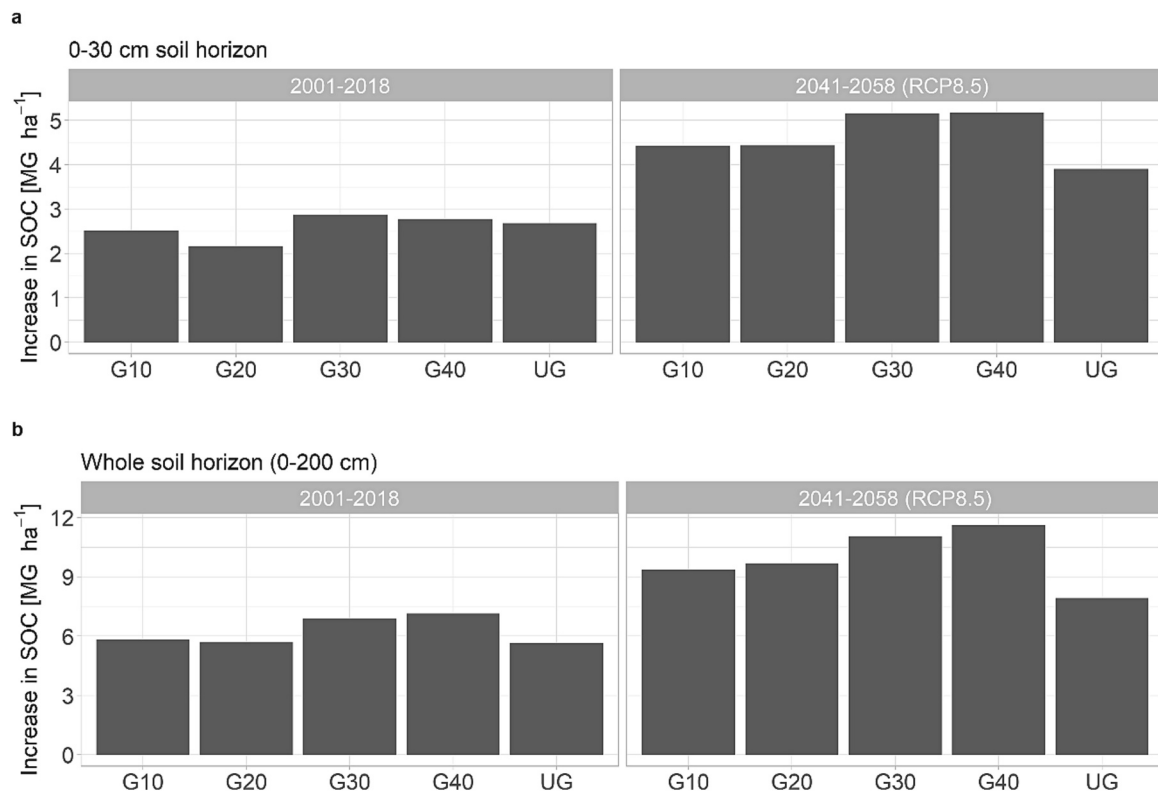 a
0-30 cm soil horizon
2001-2018 2041-2058 (RCP8.5)
Increase in SOC [MG ha⁻¹]
5
4
3
2
1
0
G10 G20 G30 G40 UG G10 G20 G30 G40 UG
b
Whole soil horizon (0-200 cm)
2001-2018 2041-2058 (RCP8.5)
Increase in SOC [MG ha⁻¹]
12
9
6
3
0
G10 G20 G30 G40 UG G10 G20 G30 G40 UG